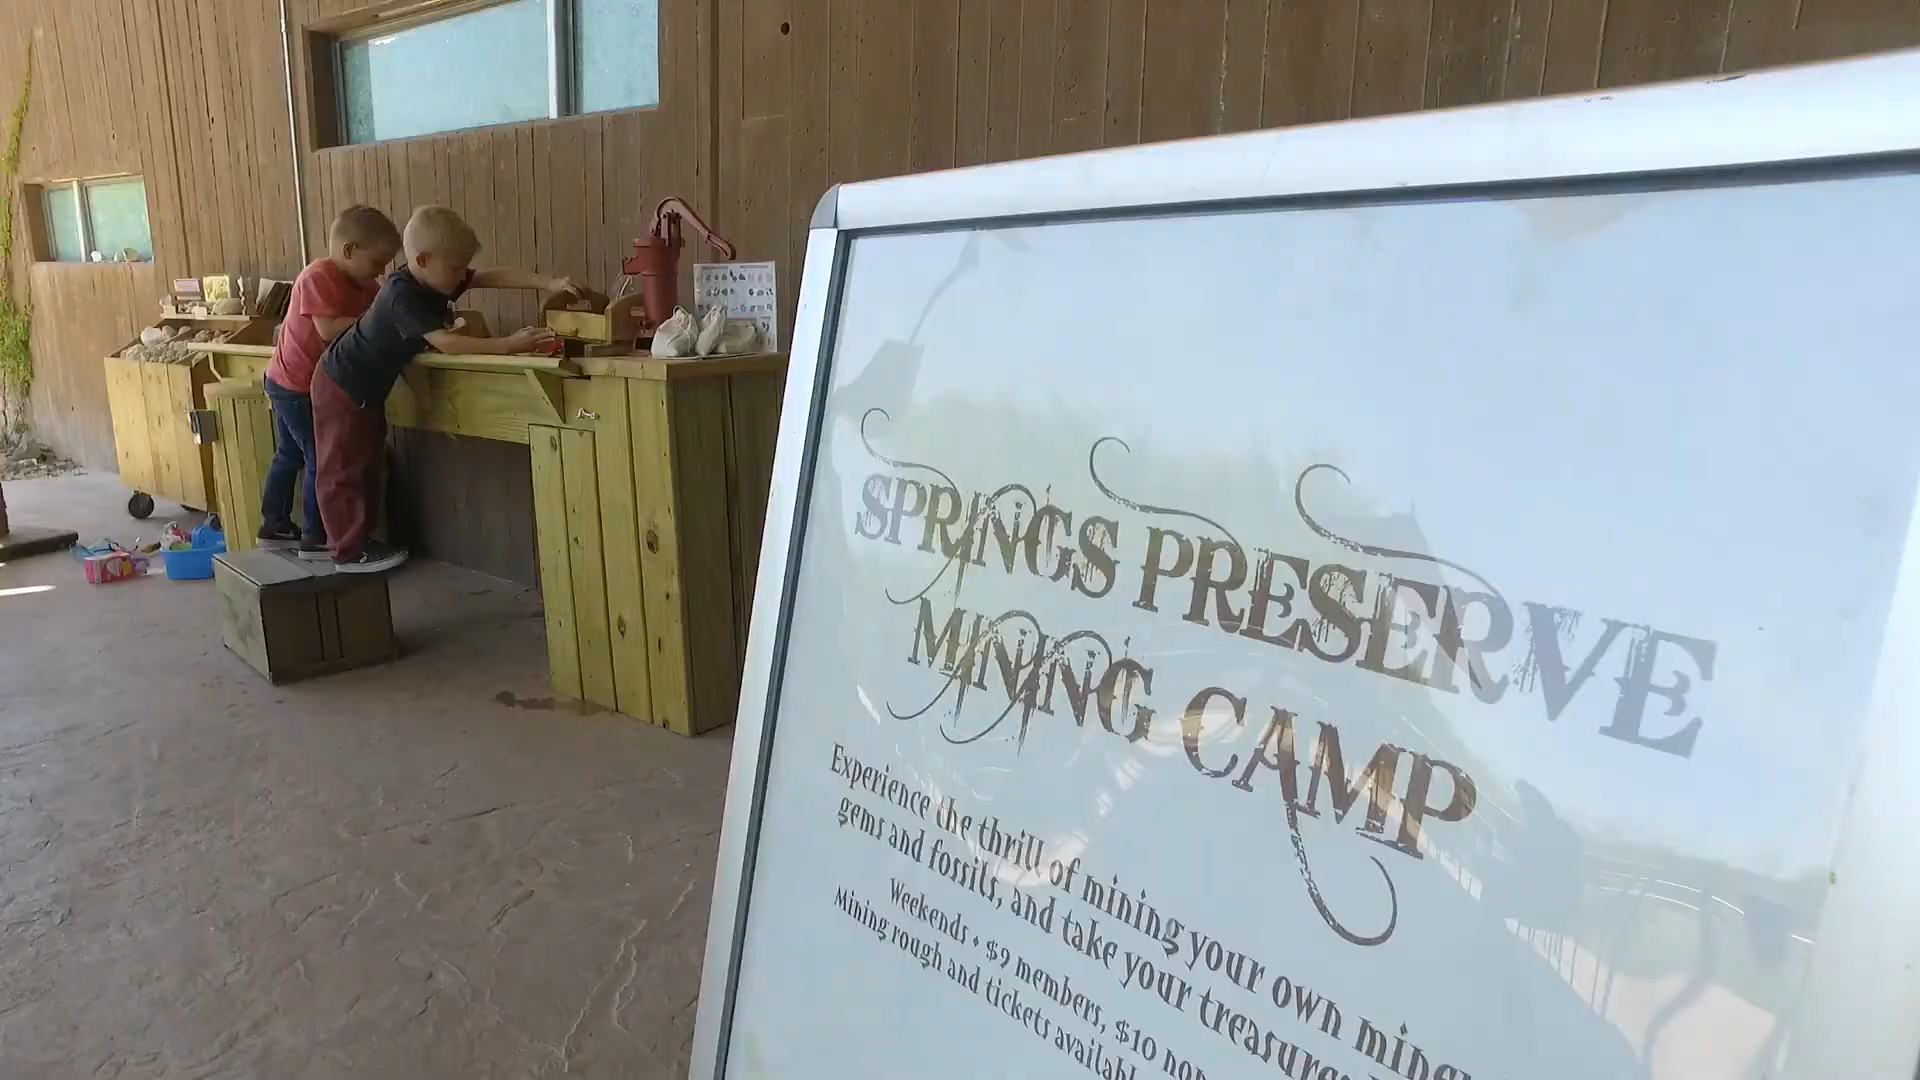 SPRINGS PRESERVE
MINING CAMP
Experience the thrill of mining your own
gems and fossils, and take your
Weekends • $9 members, $10
Mining rough and tickets